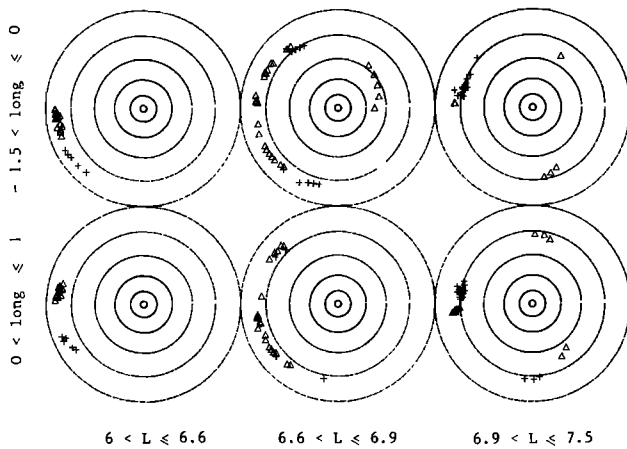 - 1.5 < long ⩽ 0
0 < long ⩽ 1
6 < L ⩽ 6.6
6.6 < L ⩽ 6.9
6.9 < L ⩽ 7.5